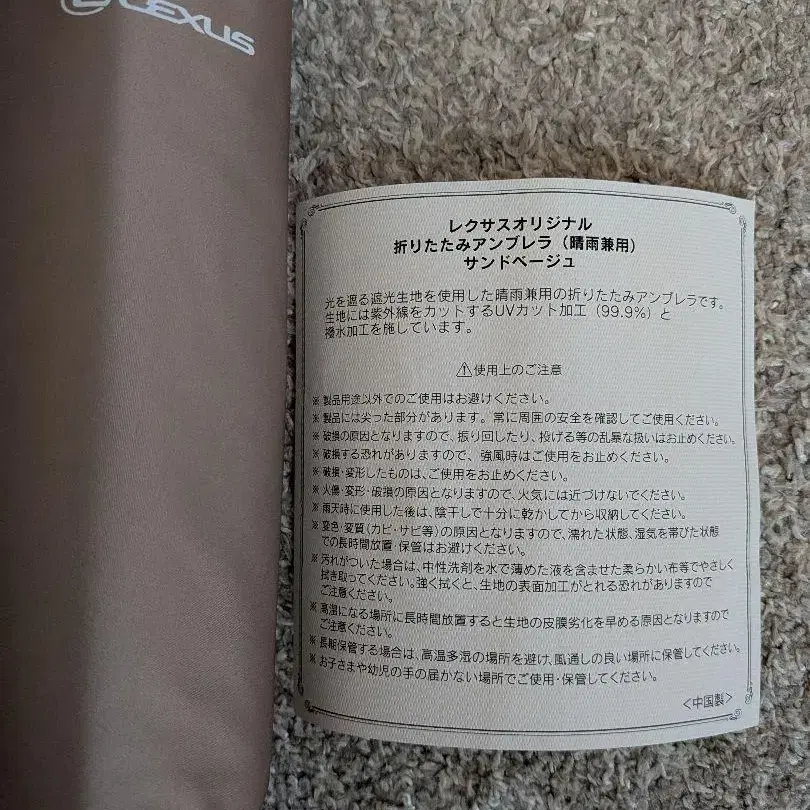 LEXUS
レクサスオリジナル
折りたたみアンブレラ（晴雨兼用）
サンドベージュ
光を遮る遮光生地を使用した晴雨兼用の折りたたみアンブレラです。
生地には紫外線をカットするUVカット加工（99.9%）と
撥水加工を施しています。
⚠使用上のご注意
※製品用途以外でのご使用はお避けください。
※製品には尖った部分があります。常に周囲の安全を確認してご使用ください。
※破損の原因となりますので、振り回したり、投げる等の乱暴な扱いはお止めください。
※破損する恐れがありますので、強風時はご使用をお止めください。
※破損・変形したものは、ご使用をお止めください。
※火傷・変形・破損の原因となりますので、火気には近づけないでください。
※雨天時に使用した後は、陰干しで十分に乾かしてから収納してください。
※変色・変質（カビ・サビ等）の原因となりますので、濡れた状態、湿気を帯びた状態
での長時間放置・保管はお避けください。
※汚れがついた場合は、中性洗剤を水で薄めた液を含ませた柔らかい布等でやさしく
拭き取ってください。強く拭くと、生地の表面加工がとれる恐れがありますので
ご注意ください。
※高温になる場所に長時間放置すると生地の皮膜劣化を早める原因となりますので
ご注意ください。
※長期保管する場合は、高温多湿の場所を避け、風通しの良い場所に保管してください。
※お子さまや幼児の手の届かない場所でご使用・保管してください。
＜中国製＞